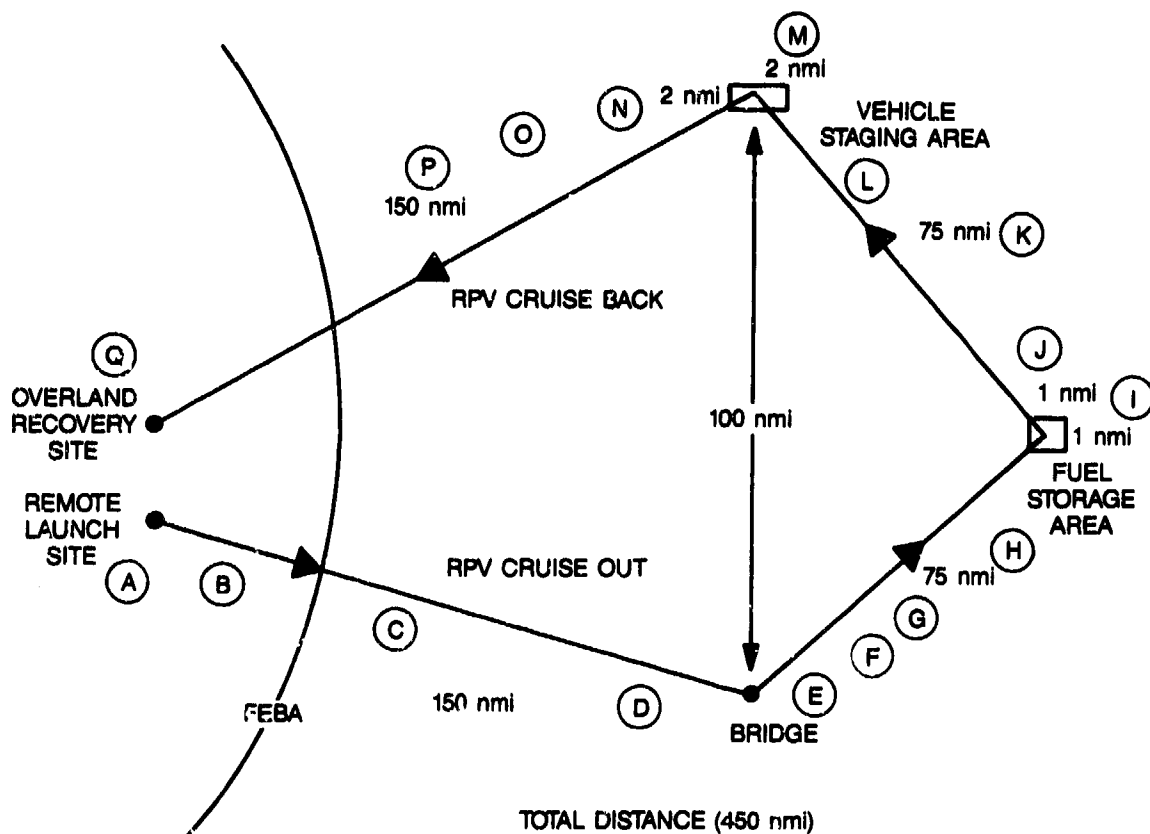 M
2 nmi
2 nmi
N
VEHICLE
STAGING AREA
O
P
150 nmi
L
75 nmi
K
RPV CRUISE BACK
Q
OVERLAND
RECOVERY
SITE
J
1 nmi
I
1 nmi
100 nmi
FUEL
STORAGE
AREA
REMOTE
LAUNCH
SITE
A
B
RPV CRUISE OUT
C
H
75 nmi
G
F
E
D
150 nmi
FEBA
BRIDGE
TOTAL DISTANCE (450 nmi)